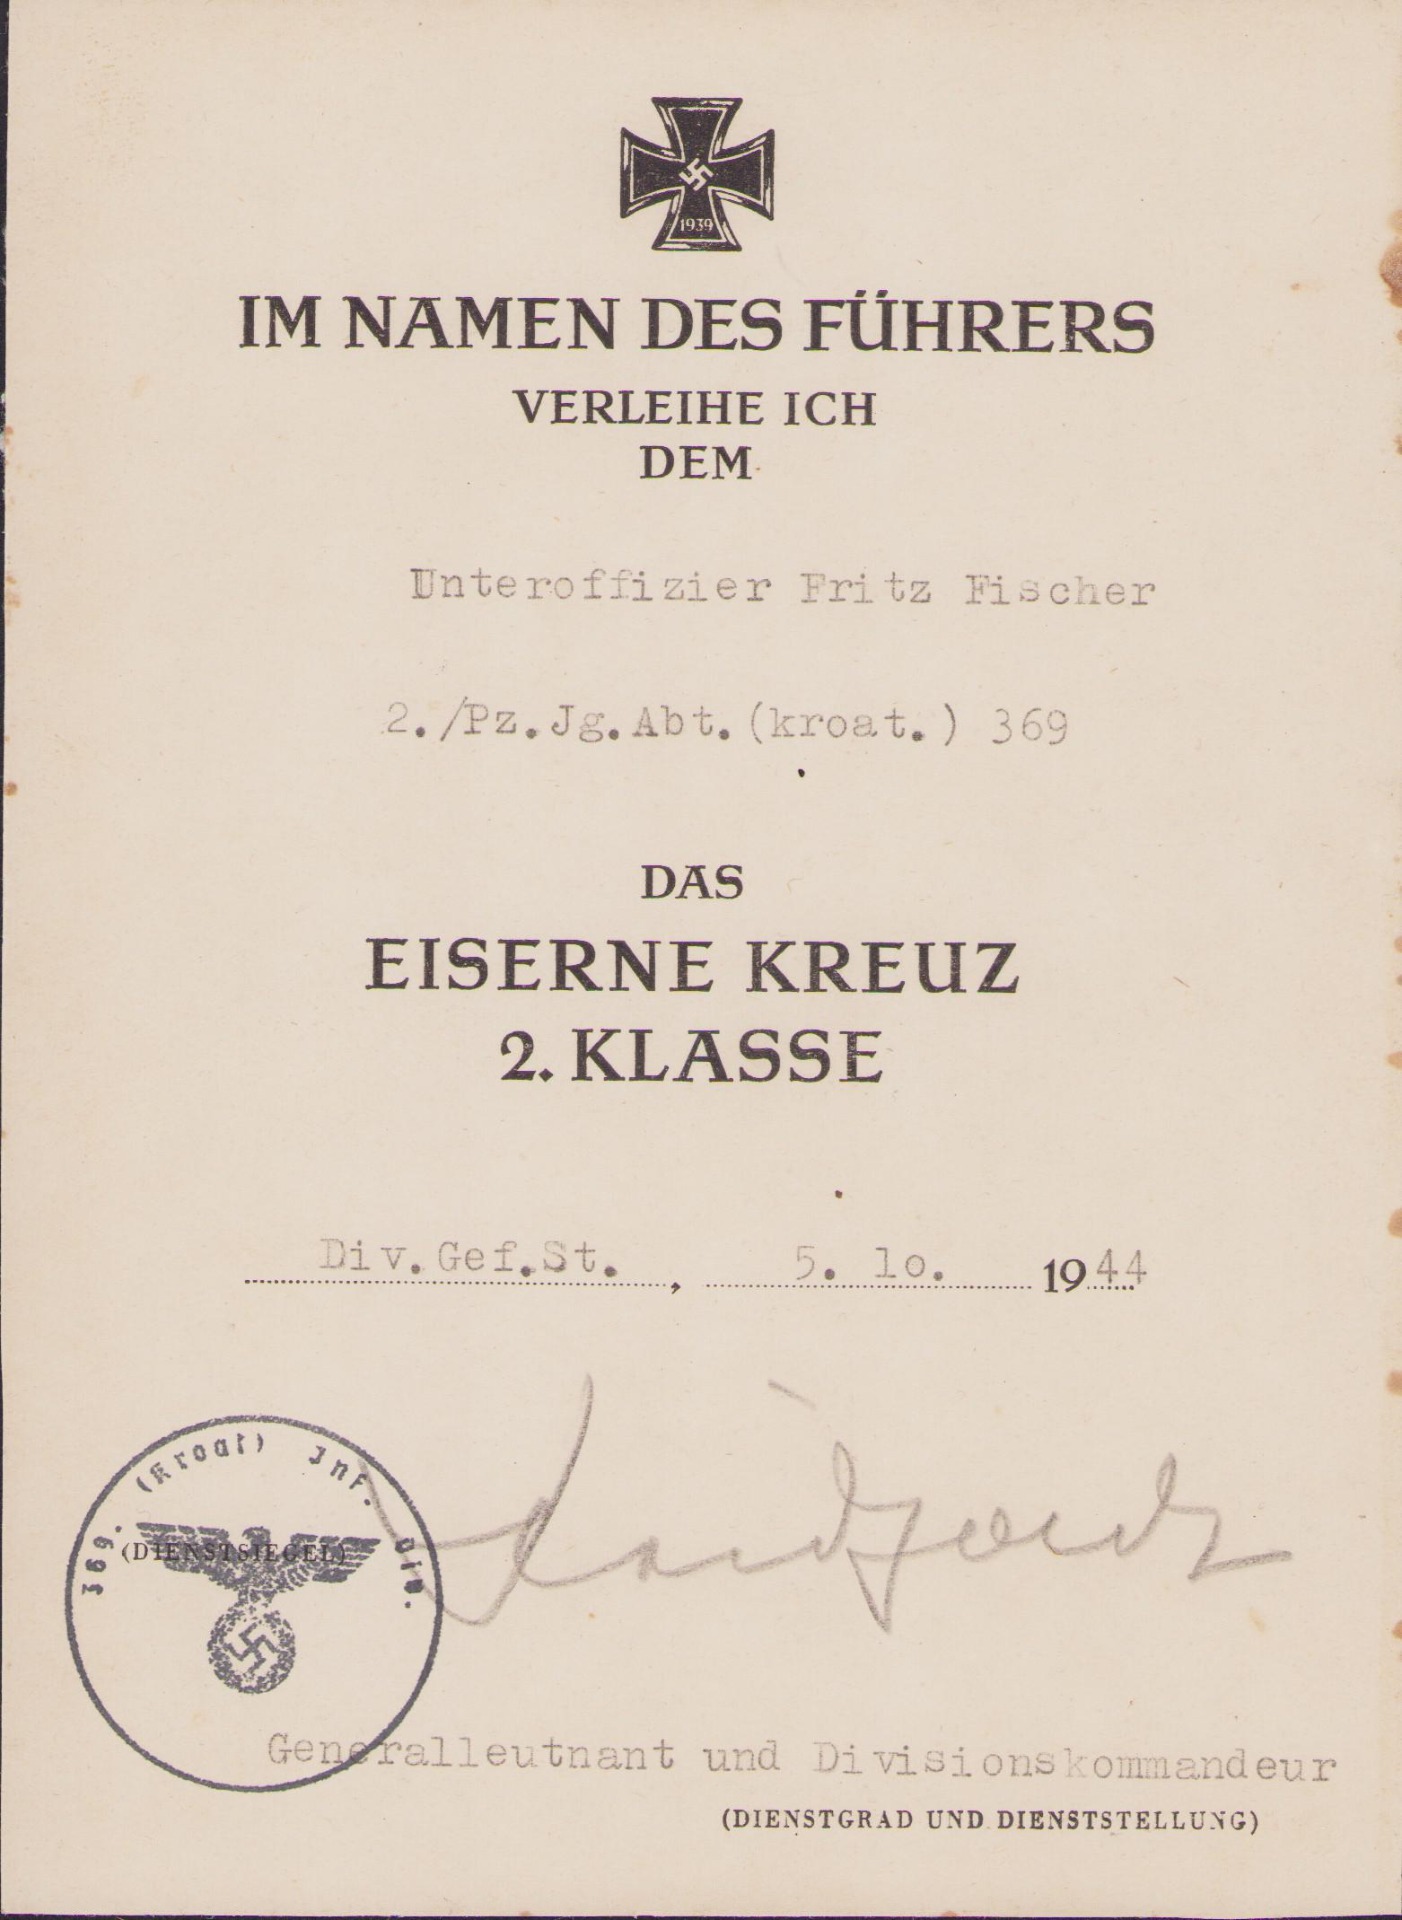 1939
IM NAMEN DES FÜHRERS
VERLEIHE ICH
DEM
Unteroffizier Fritz Fischer
2./Pz.Jg.Abt.(kroat.) 369
DAS
EISERNE KREUZ
2. KLASSE
Div.Gef.St. , 5. lo. 1944
369. (Kroat) Inf. Div.
(DIENSTSIEGEL)
Generalleutnant und Divisionskommandeur
(DIENSTGRAD UND DIENSTSTELLUNG)